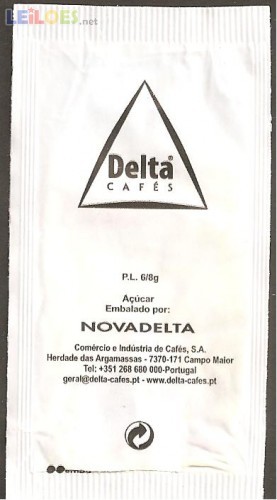 LEiLOES.net
Delta®
CAFÉS
P.L. 6/8g
Açúcar
Embalado por:
NOVADELTA
Comércio e Indústria de Cafés, S.A.
Herdade das Argamassas - 7370-171 Campo Maior
Tel: +351 268 680 000-Portugal
geral@delta-cafes.pt - www.delta-cafes.pt